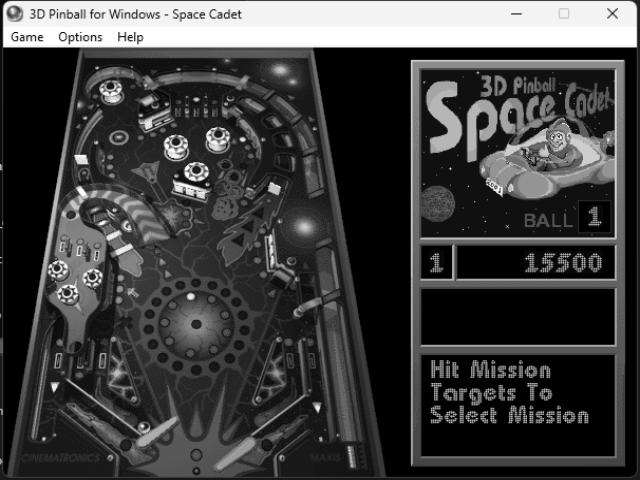 3D Pinball for Windows - Space Cadet
Game Options Help
3D Pinball
Space Cadet
BALL 1
1 15500
Hit Mission
Targets To
Select Mission
CINEMATRONICS MAXIS